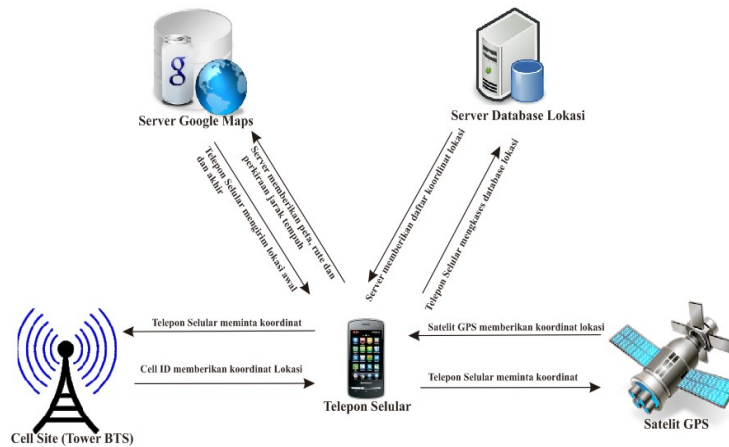 g
Server Google Maps
Server Database Lokasi
Telepon Selular mengirim lokasi awal
dan akhir
Server memberikan peta, rute dan
perkiraan jarak tempuh
Server memberikan daftar koordinat lokasi
Telepon Selular mengkases database lokasi
Telepon Selular meminta koordinat
Cell ID memberikan koordinat Lokasi
Satelit GPS memberikan koordinat lokasi
Telepon Selular meminta koordinat
Telepon Selular
Cell Site (Tower BTS)
Satelit GPS